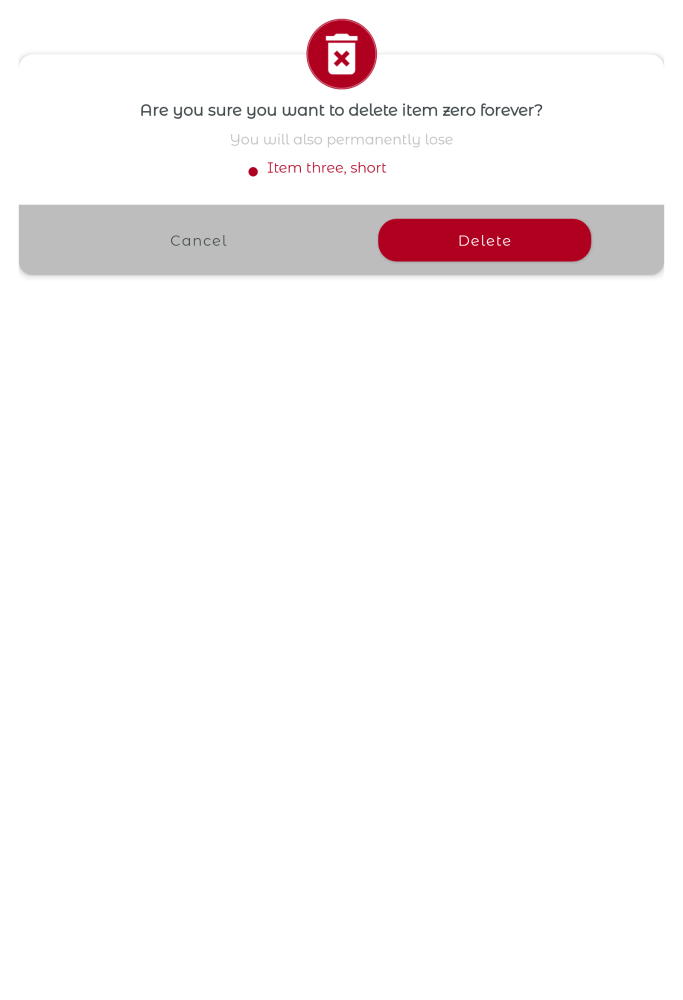 Are you sure you want to delete item zero forever?
You will also permanently lose
Item three, short
Cancel
Delete